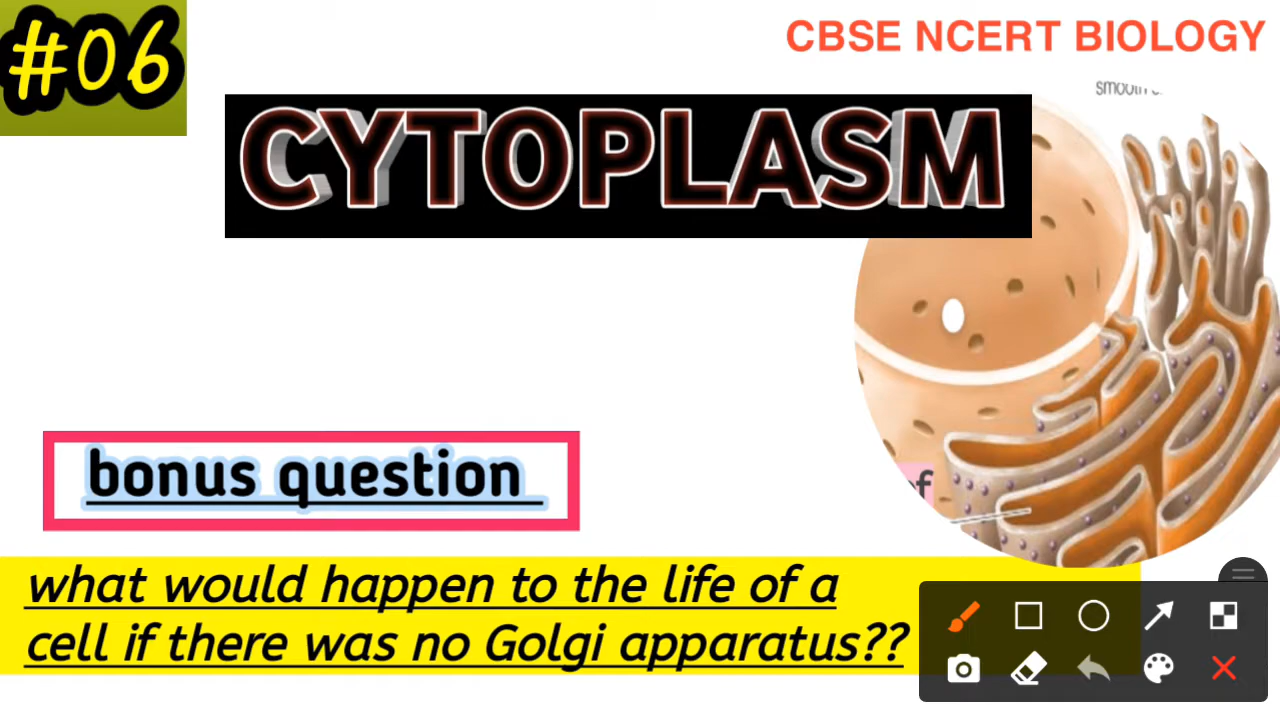 #06
CBSE NCERT BIOLOGY
CYTOPLASM
bonus question
of
what would happen to the life of a
cell if there was no Golgi apparatus??